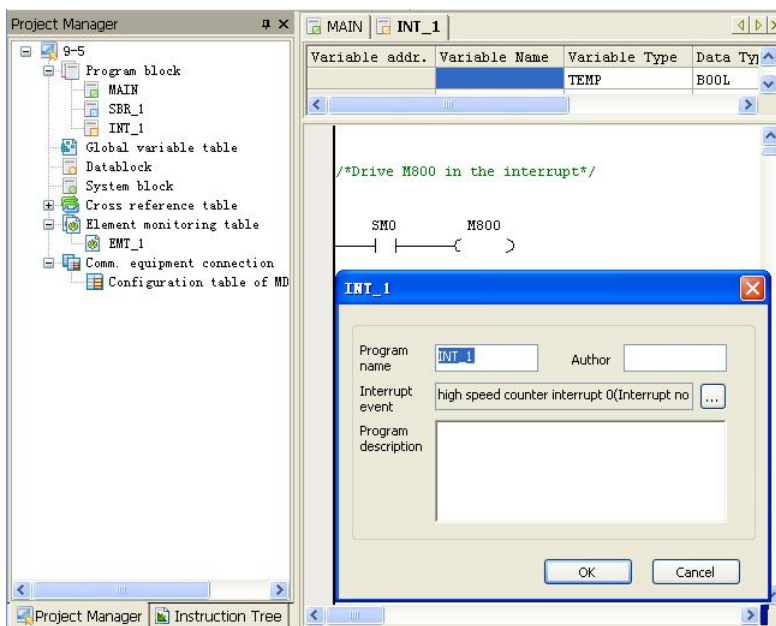 Project Manager
9-5
Program block
MAIN
SBR_1
INT_1
Global variable table
Datablock
System block
Cross reference table
Element monitoring table
EMT_1
Comm. equipment connection
Configuration table of MD
Project Manager
Instruction Tree
MAIN
INT_1
Variable addr. Variable Name Variable Type Data Typ
TEMP BOOL
/*Drive M800 in the interrupt*/
SM0 M800
INT_1
Program name
INT_1
Author
Interrupt event
high speed counter interrupt 0(Interrupt no
...
Program description
OK
Cancel